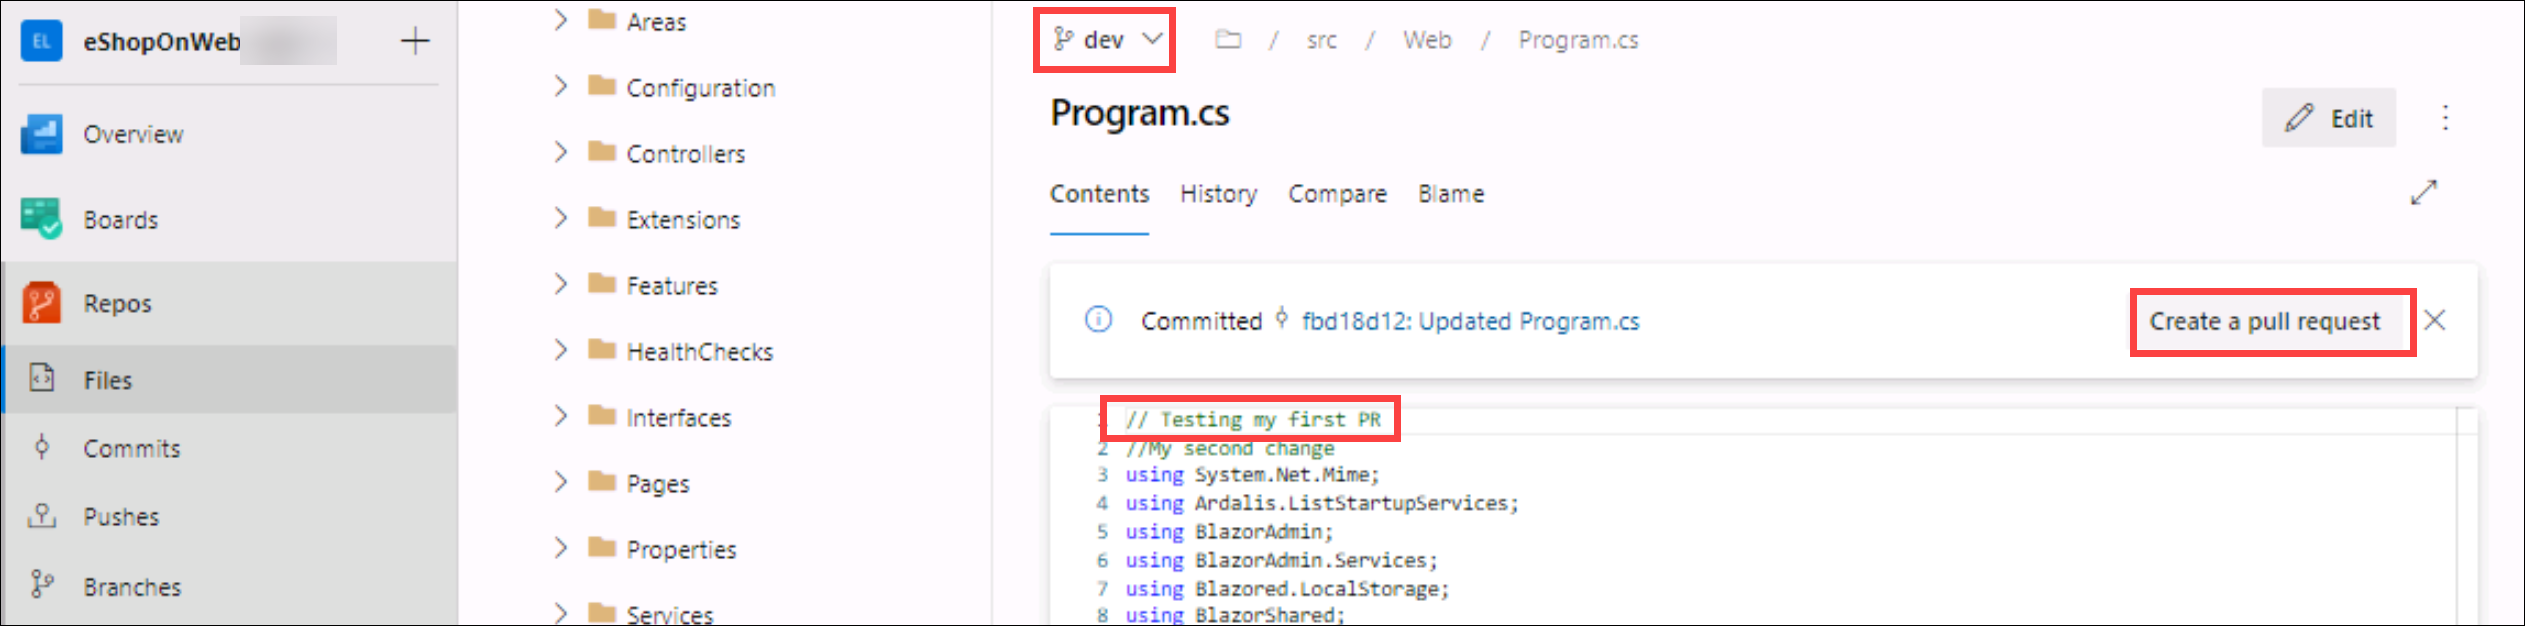 EL eShopOnWeb
Overview
Boards
Repos
Files
Commits
Pushes
Branches
Areas
Configuration
Controllers
Extensions
Features
HealthChecks
Interfaces
Pages
Properties
Services
dev / src / Web / Program.cs
Program.cs
Edit
Contents History Compare Blame
Committed fbd18d12: Updated Program.cs
Create a pull request
1 // Testing my first PR
2 //My second change
3 using System.Net.Mime;
4 using Ardalis.ListStartupServices;
5 using BlazorAdmin;
6 using BlazorAdmin.Services;
7 using Blazored.LocalStorage;
8 using BlazorShared;